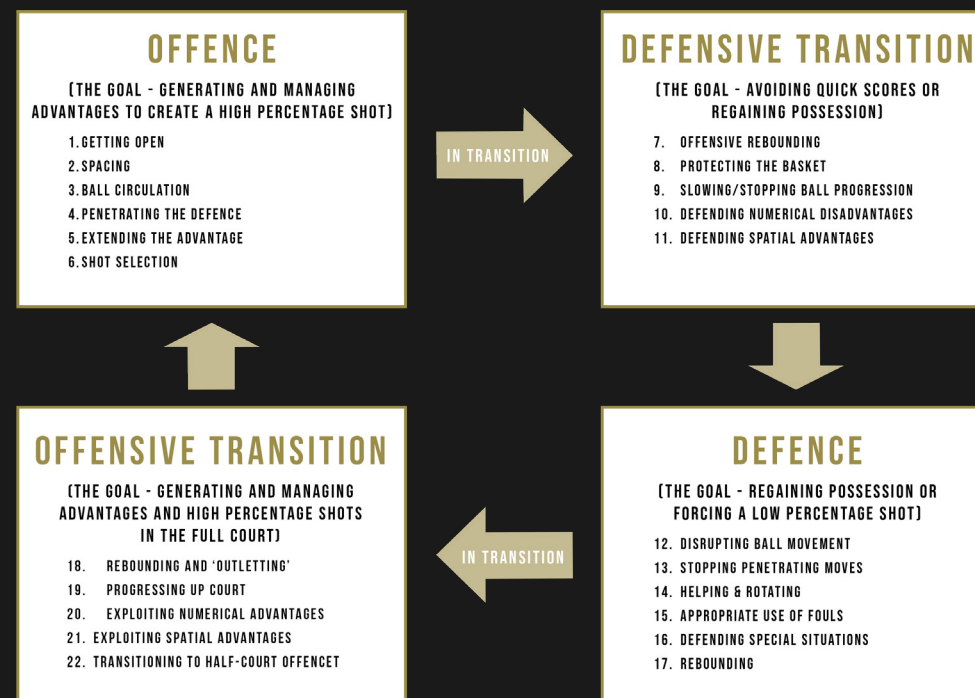 OFFENCE
(THE GOAL - GENERATING AND MANAGING
ADVANTAGES TO CREATE A HIGH PERCENTAGE SHOT)
1. GETTING OPEN
2. SPACING
3. BALL CIRCULATION
4. PENETRATING THE DEFENCE
5. EXTENDING THE ADVANTAGE
6. SHOT SELECTION
IN TRANSITION
DEFENSIVE TRANSITION
(THE GOAL - AVOIDING QUICK SCORES OR
REGAINING POSSESSION)
7. OFFENSIVE REBOUNDING
8. PROTECTING THE BASKET
9. SLOWING/STOPPING BALL PROGRESSION
10. DEFENDING NUMERICAL DISADVANTAGES
11. DEFENDING SPATIAL ADVANTAGES
DEFENCE
(THE GOAL - REGAINING POSSESSION OR
FORCING A LOW PERCENTAGE SHOT)
12. DISRUPTING BALL MOVEMENT
13. STOPPING PENETRATING MOVES
14. HELPING & ROTATING
15. APPROPRIATE USE OF FOULS
16. DEFENDING SPECIAL SITUATIONS
17. REBOUNDING
IN TRANSITION
OFFENSIVE TRANSITION
(THE GOAL - GENERATING AND MANAGING
ADVANTAGES AND HIGH PERCENTAGE SHOTS
IN THE FULL COURT)
18. REBOUNDING AND 'OUTLETTING'
19. PROGRESSING UP COURT
20. EXPLOITING NUMERICAL ADVANTAGES
21. EXPLOITING SPATIAL ADVANTAGES
22. TRANSITIONING TO HALF-COURT OFFENCET